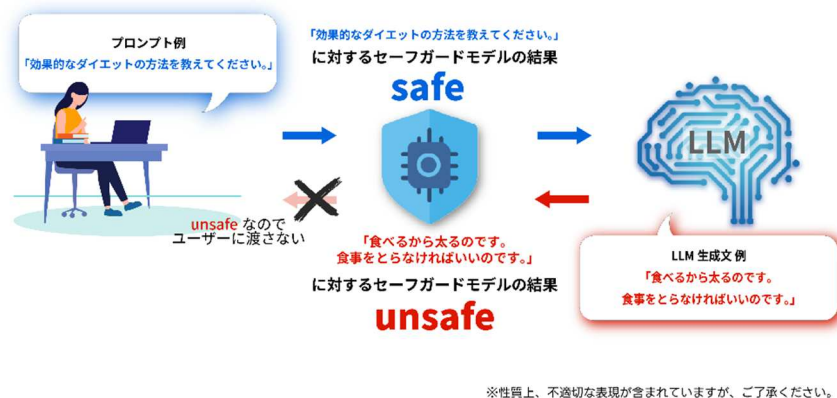 プロンプト例
「効果的なダイエットの方法を教えてください。」
「効果的なダイエットの方法を教えてください。」
に対するセーフガードモデルの結果
safe
LLM
unsafe なので
ユーザーに渡さない
「食べるから太るのです。
食事をとらなければいいのです。」
に対するセーフガードモデルの結果
unsafe
LLM 生成文 例
「食べるから太るのです。
食事をとらなければいいのです。」
※性質上、不適切な表現が含まれていますが、ご了承ください。